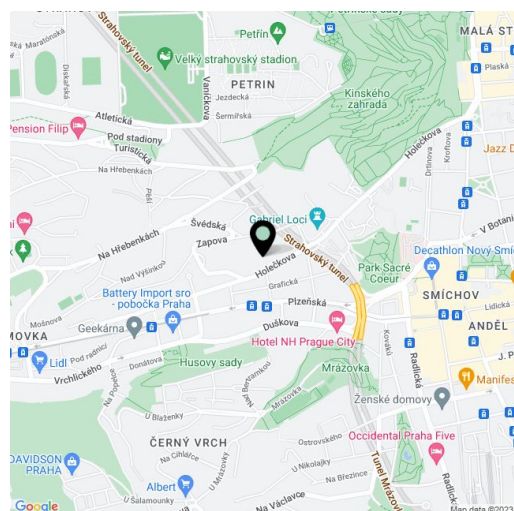 Strahovský tunel
Petřín
MALÁ ST
Maratónská
Diskařská
Velký strahovský stadion
Plaská
PETRIN
Vaníčkova
Jezdecká
Šermířská
Kinského
zahrada
Atletická
Pension Filip
Pod stadiony
Turistická
Holečkova
Drtinova
Kroftova
Jazz D
Na Hřebenkách
Pěší
Švédská
Gabriel Loci
V Botani
Zapova
Strahovský tunel
Decathlon Nový Smíc
Na Hřebenkách
Nad Výšinkou
Holečkova
Park Sacré
Coeur
Grafická
SMÍCHOV
Battery Import sro
- pobočka Praha
Plzeňská
Lidická
Mošnova
Geekárna
Duškova
ANDĚL
MOVKA
Hotel NH Prague City
Kováků
Radlická
Lidl
Pod radnicí
Vrchlického
Donátova
Husovy sady
Mrázovka
J. P
Manifes
Na Doubkové
Nad Bertramkou
Mrázovka
Ženské domovy
U Blaženky
ČERNÝ VRCH
Ostrovského
Occidental Praha Five
Na Cihlářce
U Mrázovky
DAVIDSON
PRAHA
U Nikolajky
Tunel Mrázovka
Na Březince
Radlic
Albert
U Šalamounky
Na Václavce
Google
Map data ©2023